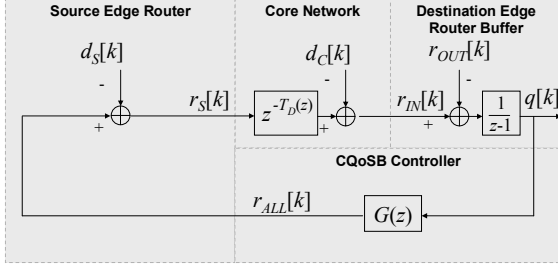 Source Edge Router
Core Network
Destination Edge
Router Buffer
d_S[k]
d_C[k]
r_OUT[k]
-
-
-
r_S[k]
r_IN[k]
q[k]
z^{-T_D(z)}
1
z-1
+
+
+
CQoSB Controller
r_ALL[k]
G(z)